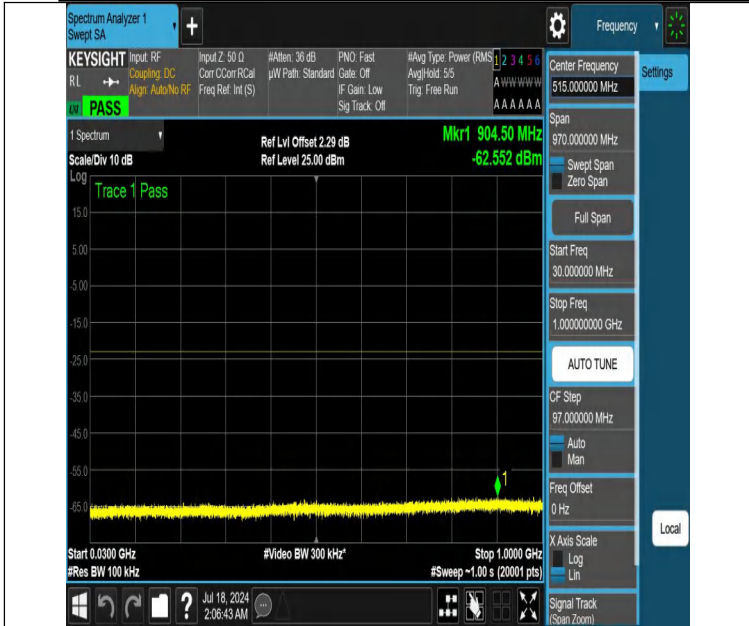 Spectrum Analyzer 1
Swept SA
+
Frequency
KEYSIGHT
RL
LXI PASS
Input: RF
Coupling: DC
Align: Auto/No RF
Input Z: 50 Ω
Corr CCorr RCal
Freq Ref: Int (S)
#Atten: 36 dB
µW Path: Standard
PNO: Fast
Gate: Off
IF Gain: Low
Sig Track: Off
#Avg Type: Power (RMS
Avg|Hold: 5/5
Trig: Free Run
1 2 3 4 5 6
A W W W W W
A A A A A A
1 Spectrum
Scale/Div 10 dB
Ref Lvl Offset 2.29 dB
Ref Level 25.00 dBm
Mkr1 904.50 MHz
-62.552 dBm
Log
Trace 1 Pass
15.0
5.00
-5.00
-15.0
-25.0
-35.0
-45.0
-55.0
-65.0
1
Start 0.0300 GHz
#Res BW 100 kHz
#Video BW 300 kHz*
Stop 1.0000 GHz
#Sweep ~1.00 s (20001 pts)
?
Jul 18, 2024
2:06:43 AM
Center Frequency
515.000000 MHz
Settings
Span
970.000000 MHz
Swept Span
Zero Span
Full Span
Start Freq
30.000000 MHz
Stop Freq
1.000000000 GHz
AUTO TUNE
CF Step
97.000000 MHz
Auto
Man
Freq Offset
0 Hz
X Axis Scale
Log
Lin
Local
Signal Track
(Span Zoom)